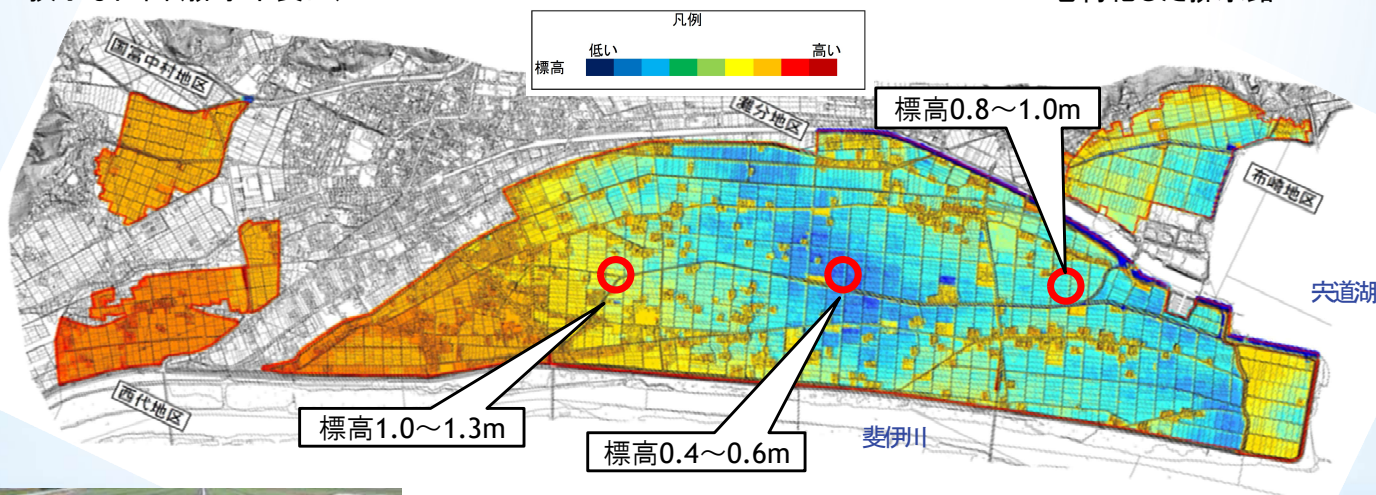 凡例
低い
高い
標高
国富中村地区
灘分地区
標高0.8～1.0m
布崎地区
宍道湖
西代地区
標高1.0～1.3m
標高0.4～0.6m
斐伊川